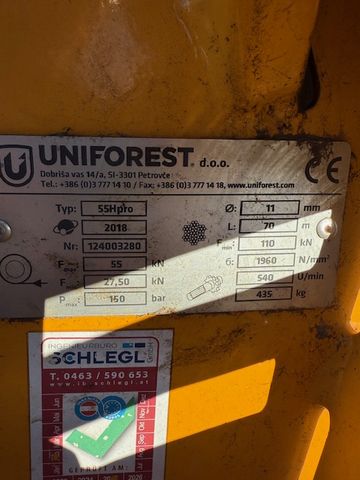 UNIFOREST® d.o.o.
Dobriša vas 14/a, SI-3301 Petrovče
Tel.: +386 (0)3 777 14 10 / Fax: +386 (0)3 777 14 18, www.uniforest.com
CE
Typ: 55Hpro Ø: 11 mm
2018 L: 70 m
Nr: 124003280 F 110 kN
Fmax: 55 kN б: 1960 N/mm²
F 27,50 kN 540 U/min
Pmax: 150 bar 435 kg
INGENIEURBÜRO
SCHLEGL GmbH
T. 0463 / 590 653
www.ib-schlegl.at
GEPRÜFT AM: